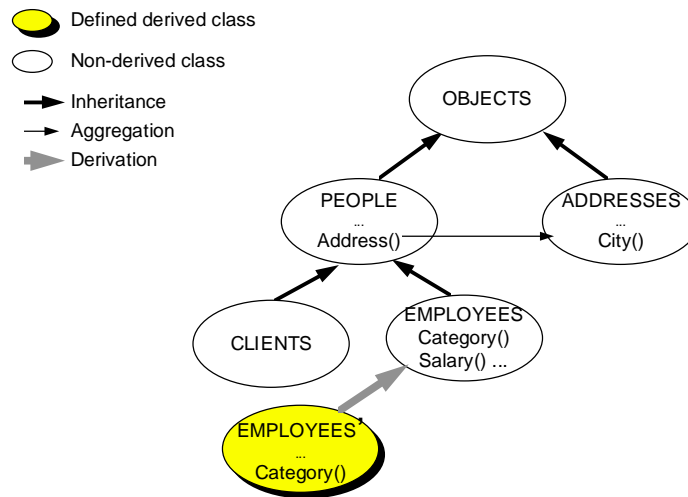 Defined derived class
Non-derived class
Inheritance
Aggregation
Derivation
OBJECTS
PEOPLE
...
Address()
ADDRESSES
...
City()
CLIENTS
EMPLOYEES
Category()
Salary() ...
EMPLOYEES'
...
Category()